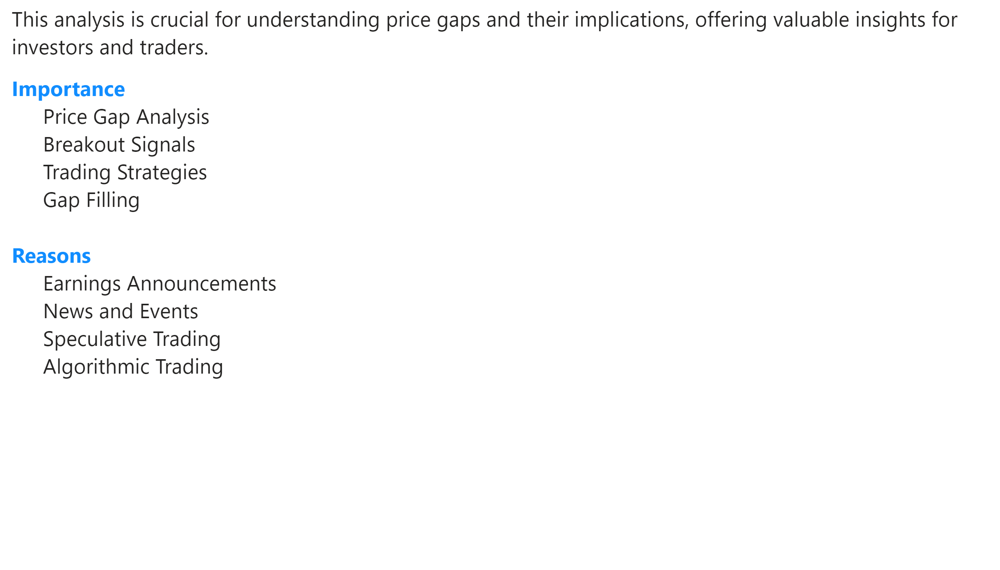 This analysis is crucial for understanding price gaps and their implications, offering valuable insights for
investors and traders.
Importance
Price Gap Analysis
Breakout Signals
Trading Strategies
Gap Filling
Reasons
Earnings Announcements
News and Events
Speculative Trading
Algorithmic Trading